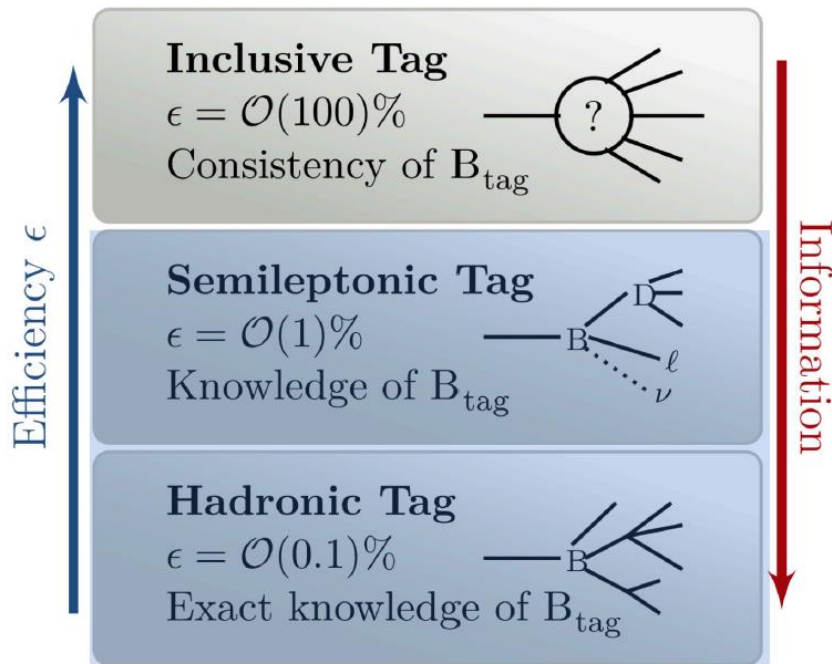 Inclusive Tag
ϵ = 𝒪(100)%
Consistency of B_tag
?
Semileptonic Tag
ϵ = 𝒪(1)%
Knowledge of B_tag
B
D
ℓ
ν
Hadronic Tag
ϵ = 𝒪(0.1)%
Exact knowledge of B_tag
B
Efficiency ϵ
Information